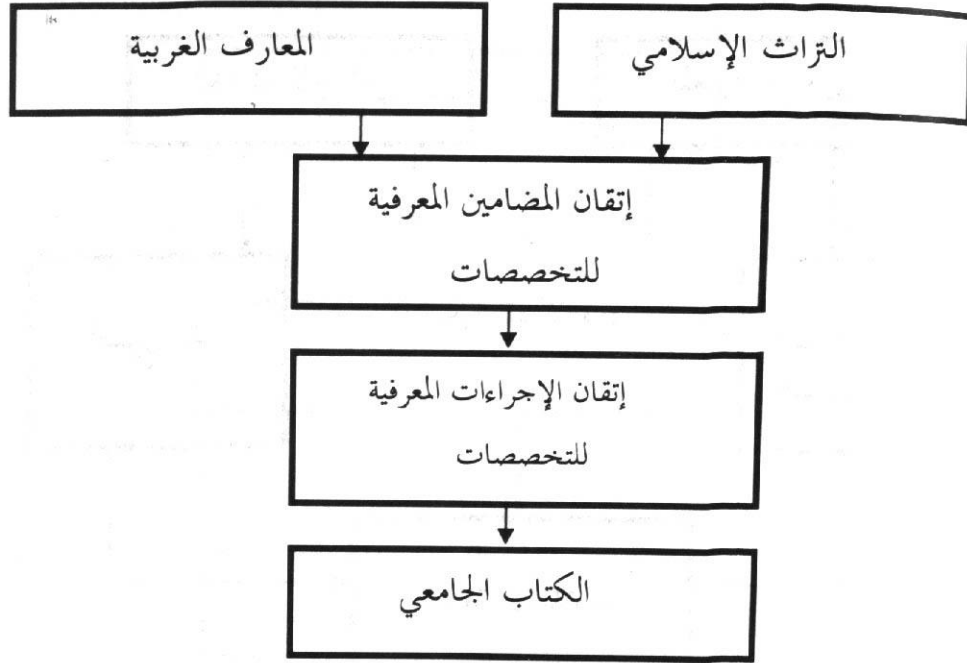 التراث الإسلامي
المعارف الغربية
إتقان المضامين المعرفية
للتخصصات
إتقان الإجراءات المعرفية
للتخصصات
الكتاب الجامعي